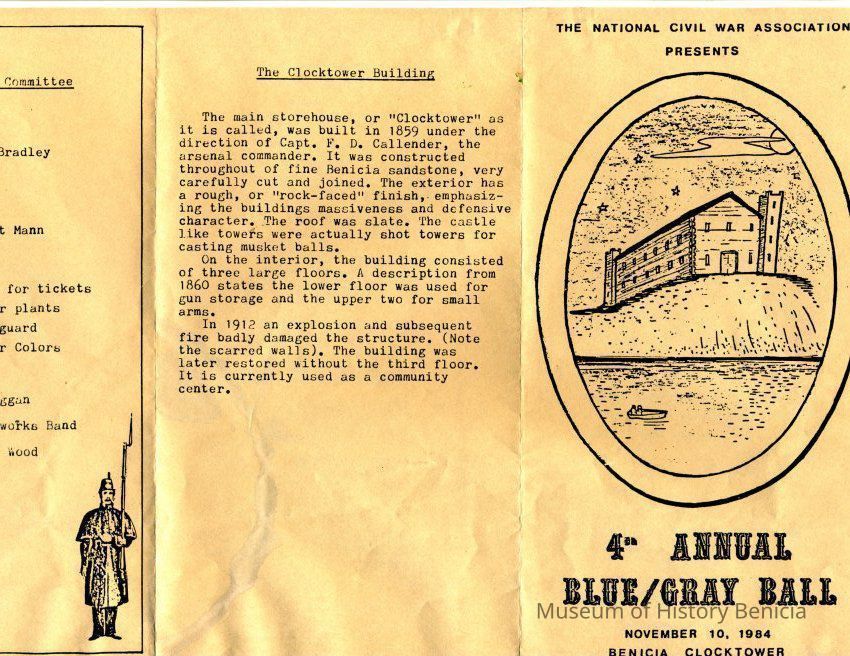 Committee
Bradley
t Mann
for tickets
r plants
guard
r Colors
ggan
works Band
Wood
The Clocktower Building
The main storehouse, or "Clocktower" as
it is called, was built in 1859 under the
direction of Capt. F. D. Callender, the
arsenal commander. It was constructed
throughout of fine Benicia sandstone, very
carefully cut and joined. The exterior has
a rough, or "rock-faced" finish, emphasiz-
ing the buildings massiveness and defensive
character. The roof was slate. The castle
like towers were actually shot towers for
casting musket balls.
On the interior, the building consisted
of three large floors. A description from
1860 states the lower floor was used for
gun storage and the upper two for small
arms.
In 1912 an explosion and subsequent
fire badly damaged the structure. (Note
the scarred walls). The building was
later restored without the third floor.
It is currently used as a community
center.
THE NATIONAL CIVIL WAR ASSOCIATION
PRESENTS
4th ANNUAL
BLUE/GRAY BALL
Museum of History Benicia
NOVEMBER 10, 1984
BENICIA CLOCKTOWER